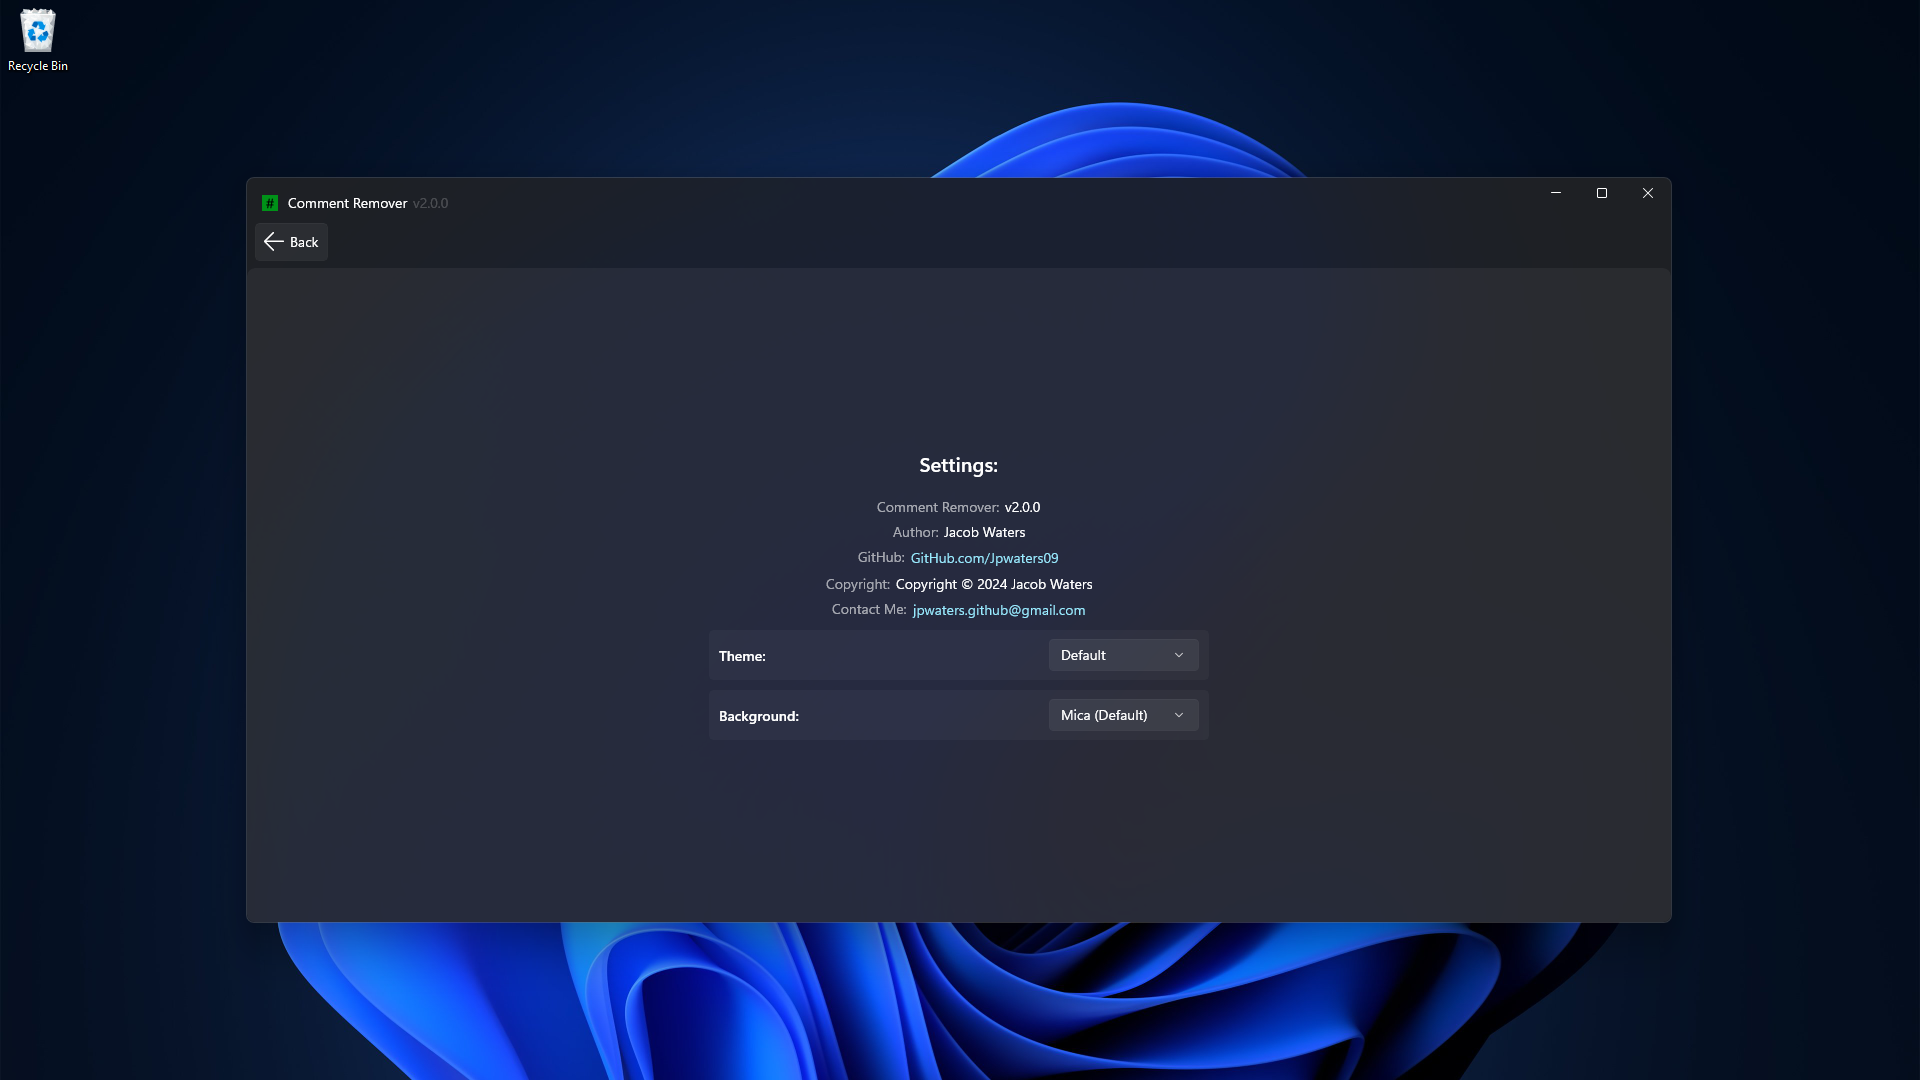 Recycle Bin
Comment Remover v2.0.0
Back
Settings:
Comment Remover: v2.0.0
Author: Jacob Waters
GitHub: GitHub.com/Jpwaters09
Copyright: Copyright © 2024 Jacob Waters
Contact Me: jpwaters.github@gmail.com
Theme: Default
Background: Mica (Default)